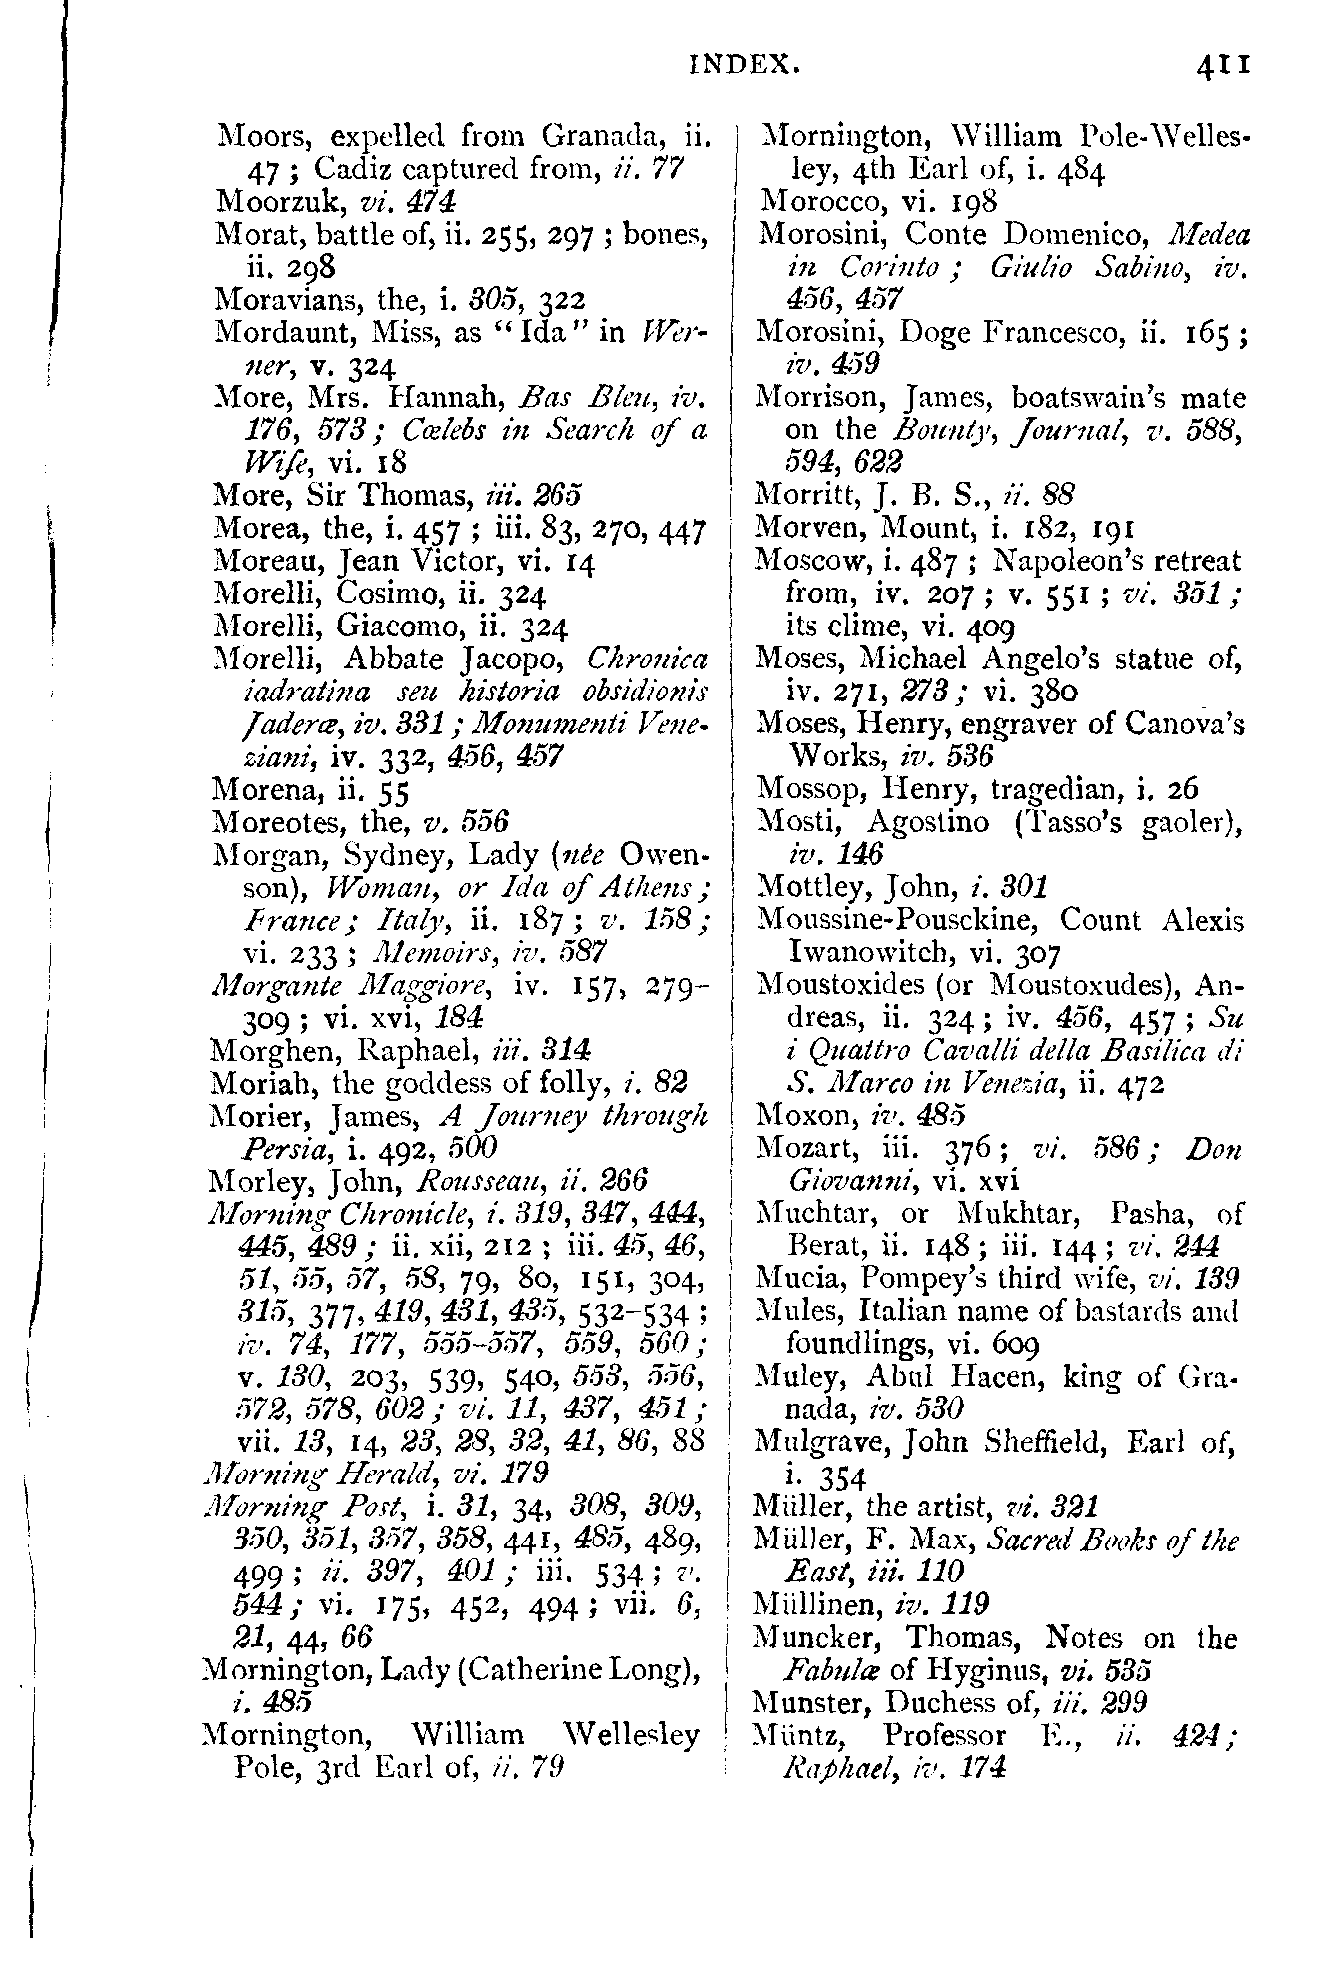 INDEX. 411
Moors, expelled from Granada, ii.
47 ; Cadiz captured from, ii. 77
Moorzuk, vi. 474
Morat, battle of, ii. 255, 297 ; bones,
ii. 298
Moravians, the, i. 305, 322
Mordaunt, Miss, as “Ida” in Wer-
ner, v. 324
More, Mrs. Hannah, Bas Bleu, iv.
176, 573 ; Cœlebs in Search of a
Wife, vi. 18
More, Sir Thomas, iii. 265
Morea, the, i. 457 ; iii. 83, 270, 447
Moreau, Jean Victor, vi. 14
Morelli, Cosimo, ii. 324
Morelli, Giacomo, ii. 324
Morelli, Abbate Jacopo, Chronica
iadratina seu historia obsidionis
Jaderæ, iv. 331 ; Monumenti Vene-
ziani, iv. 332, 456, 457
Morena, ii. 55
Moreotes, the, v. 556
Morgan, Sydney, Lady (née Owen-
son), Woman, or Ida of Athens ;
France ; Italy, ii. 187 ; v. 158 ;
vi. 233 ; Memoirs, iv. 587
Morgante Maggiore, iv. 157, 279–
309 ; vi. xvi, 184
Morghen, Raphael, iii. 314
Moriah, the goddess of folly, i. 82
Morier, James, A Journey through
Persia, i. 492, 500
Morley, John, Rousseau, ii. 266
Morning Chronicle, i. 319, 347, 444,
445, 489 ; ii. xii, 212 ; iii. 45, 46,
51, 55, 57, 58, 79, 80, 151, 304,
315, 377, 419, 431, 435, 532–534 ;
iv. 74, 177, 555–557, 559, 560 ;
v. 130, 203, 539, 540, 553, 556,
572, 578, 602 ; vi. 11, 437, 451 ;
vii. 13, 14, 23, 28, 32, 41, 86, 88
Morning Herald, vi. 179
Morning Post, i. 31, 34, 308, 309,
350, 351, 357, 358, 441, 485, 489,
499 ; ii. 397, 401 ; iii. 534 ; v.
544 ; vi. 175, 452, 494 ; vii. 6,
21, 44, 66
Mornington, Lady (Catherine Long),
i. 485
Mornington, William Wellesley
Pole, 3rd Earl of, ii. 79
Mornington, William Pole-Welles-
ley, 4th Earl of, i. 484
Morocco, vi. 198
Morosini, Conte Domenico, Medea
in Corinto ; Giulio Sabino, iv.
456, 457
Morosini, Doge Francesco, ii. 165 ;
iv. 459
Morrison, James, boatswain's mate
on the Bounty, Journal, v. 588,
594, 622
Morritt, J. B. S., ii. 88
Morven, Mount, i. 182, 191
Moscow, i. 487 ; Napoleon's retreat
from, iv. 207 ; v. 551 ; vi. 351 ;
its clime, vi. 409
Moses, Michael Angelo's statue of,
iv. 271, 273 ; vi. 380
Moses, Henry, engraver of Canova's
Works, iv. 536
Mossop, Henry, tragedian, i. 26
Mosti, Agostino (Tasso's gaoler),
iv. 146
Mottley, John, i. 301
Moussine-Pousckine, Count Alexis
Iwanowitch, vi. 307
Moustoxides (or Moustoxudes), An-
dreas, ii. 324 ; iv. 456, 457 ; Su
i Quattro Cavalli della Basilica di
S. Marco in Venezia, ii. 472
Moxon, iv. 485
Mozart, iii. 376 ; vi. 586 ; Don
Giovanni, vi. xvi
Muchtar, or Mukhtar, Pasha, of
Berat, ii. 148 ; iii. 144 ; vi. 244
Mucia, Pompey's third wife, vi. 139
Mules, Italian name of bastards and
foundlings, vi. 609
Muley, Abul Hacen, king of Gra-
nada, iv. 530
Mulgrave, John Sheffield, Earl of,
i. 354
Müller, the artist, vi. 321
Müller, F. Max, Sacred Books of the
East, iii. 110
Müllinen, iv. 119
Muncker, Thomas, Notes on the
Fabulæ of Hyginus, vi. 535
Munster, Duchess of, iii. 299
Müntz, Professor E., ii. 424 ;
Raphael, iv. 174